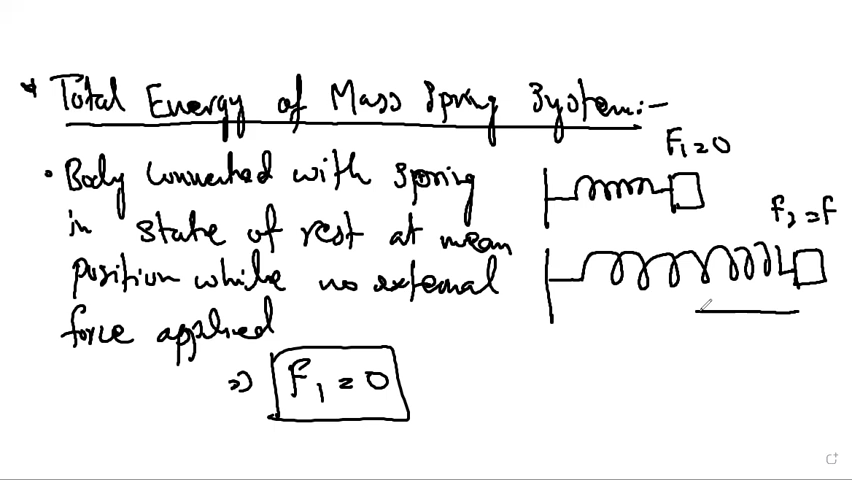 * Total Energy of Mass Spring System:-
F₁=0
• Body connected with spring
in state of rest at mean
f₂=f
position while no external
force applied
⇒ F₁=0